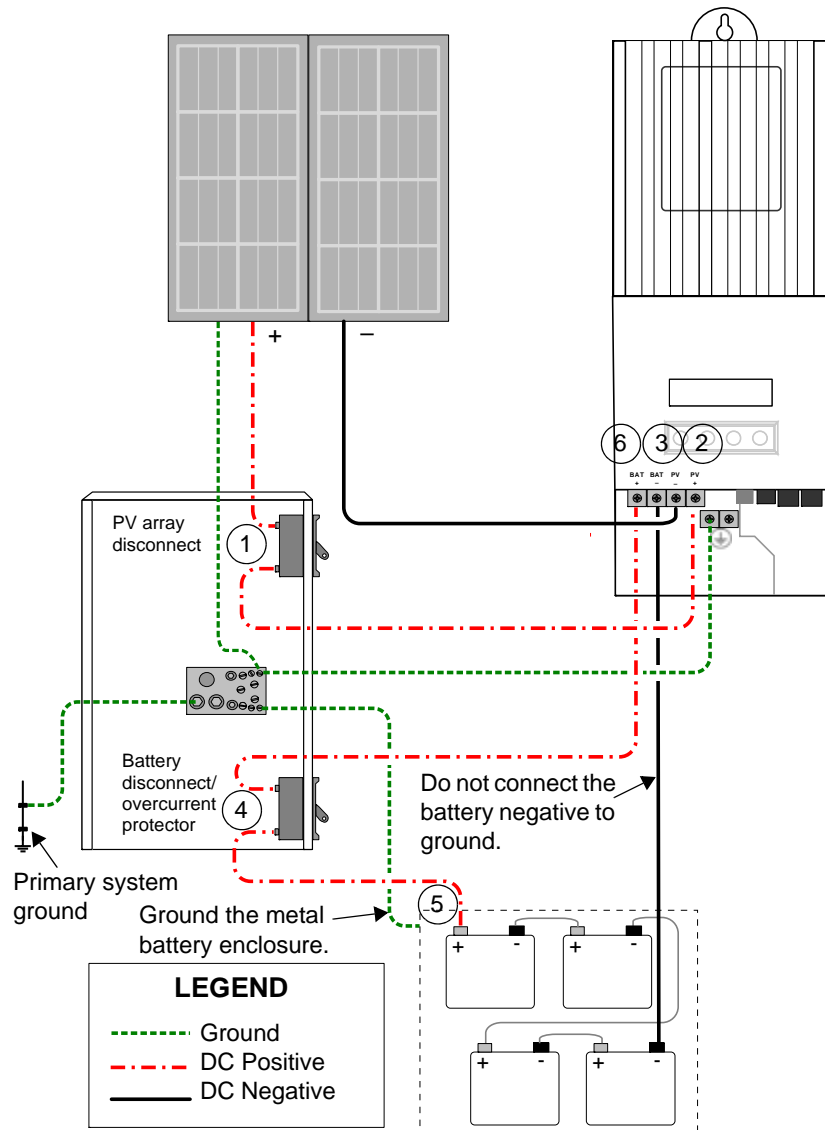 +
−
6
3
2
BAT BAT PV PV
+ − − +
PV array
disconnect
1
Battery
disconnect/
overcurrent
protector
4
Do not connect the
battery negative to
ground.
Primary system
ground
Ground the metal
battery enclosure.
5
+ - + -
+ - + -
LEGEND
Ground
DC Positive
DC Negative